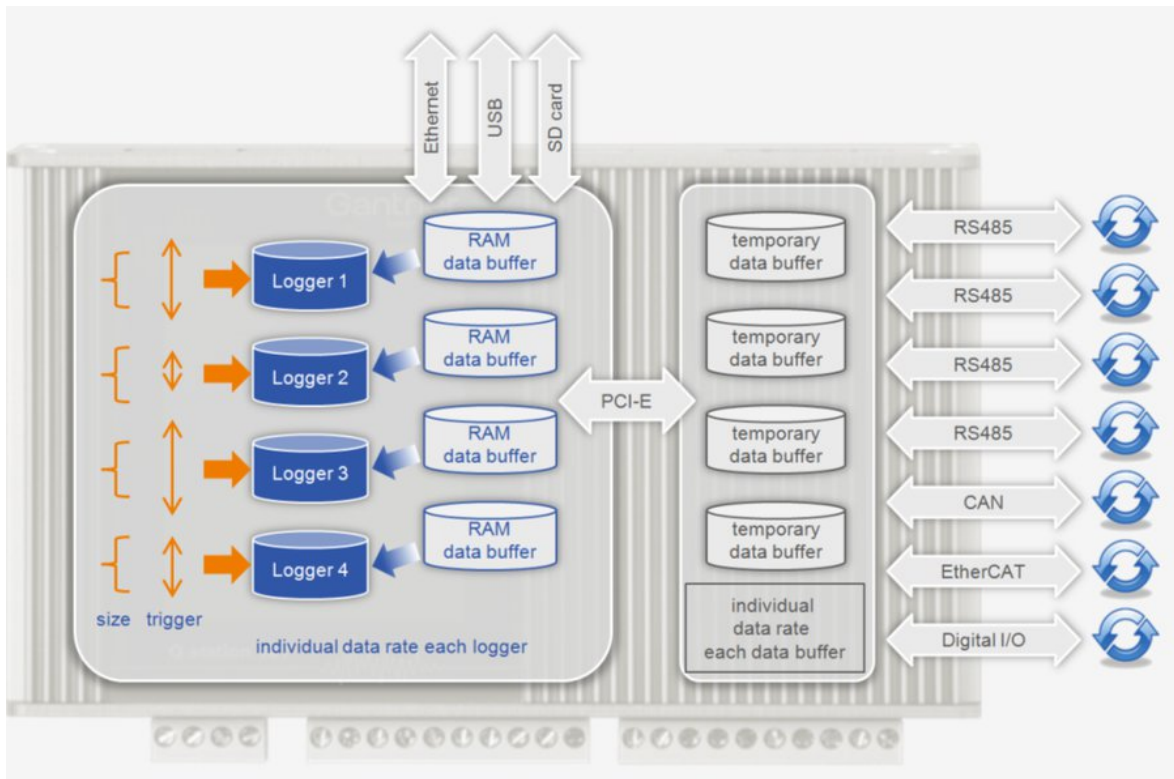 Ethernet
USB
SD card
RAM
data buffer
Logger 1
RAM
data buffer
Logger 2
RAM
data buffer
Logger 3
RAM
data buffer
Logger 4
size
trigger
individual data rate each logger
PCI-E
temporary
data buffer
temporary
data buffer
temporary
data buffer
temporary
data buffer
individual
data rate
each data buffer
RS485
RS485
RS485
RS485
CAN
EtherCAT
Digital I/O